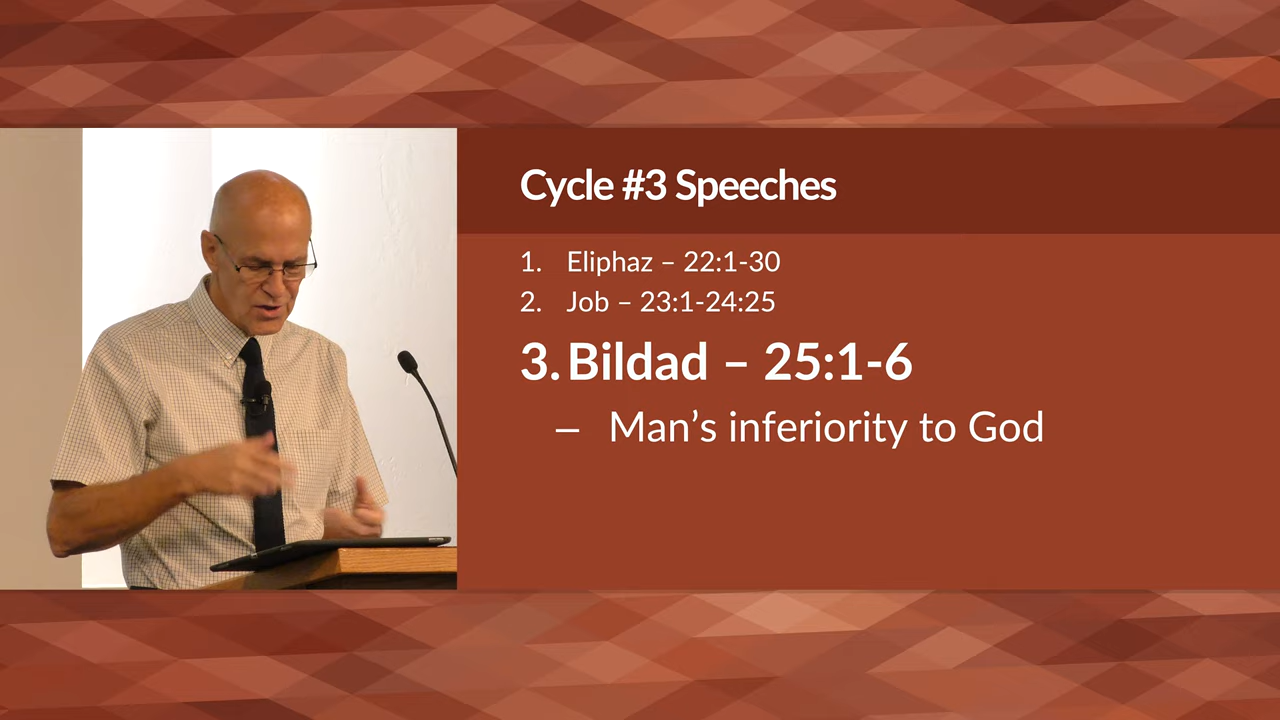 Cycle #3 Speeches
1. Eliphaz – 22:1-30
2. Job – 23:1-24:25
3. Bildad – 25:1-6
– Man’s inferiority to God